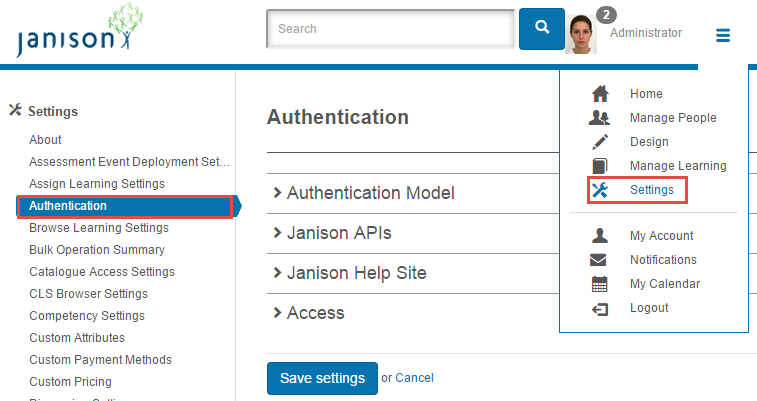 janison
Search
2
Administrator
Home
Manage People
Design
Manage Learning
Settings
My Account
Notifications
My Calendar
Logout
Settings
About
Assessment Event Deployment Set...
Assign Learning Settings
Authentication
Browse Learning Settings
Bulk Operation Summary
Catalogue Access Settings
CLS Browser Settings
Competency Settings
Custom Attributes
Custom Payment Methods
Custom Pricing
Authentication
Authentication Model
Janison APIs
Janison Help Site
Access
Save settings or Cancel